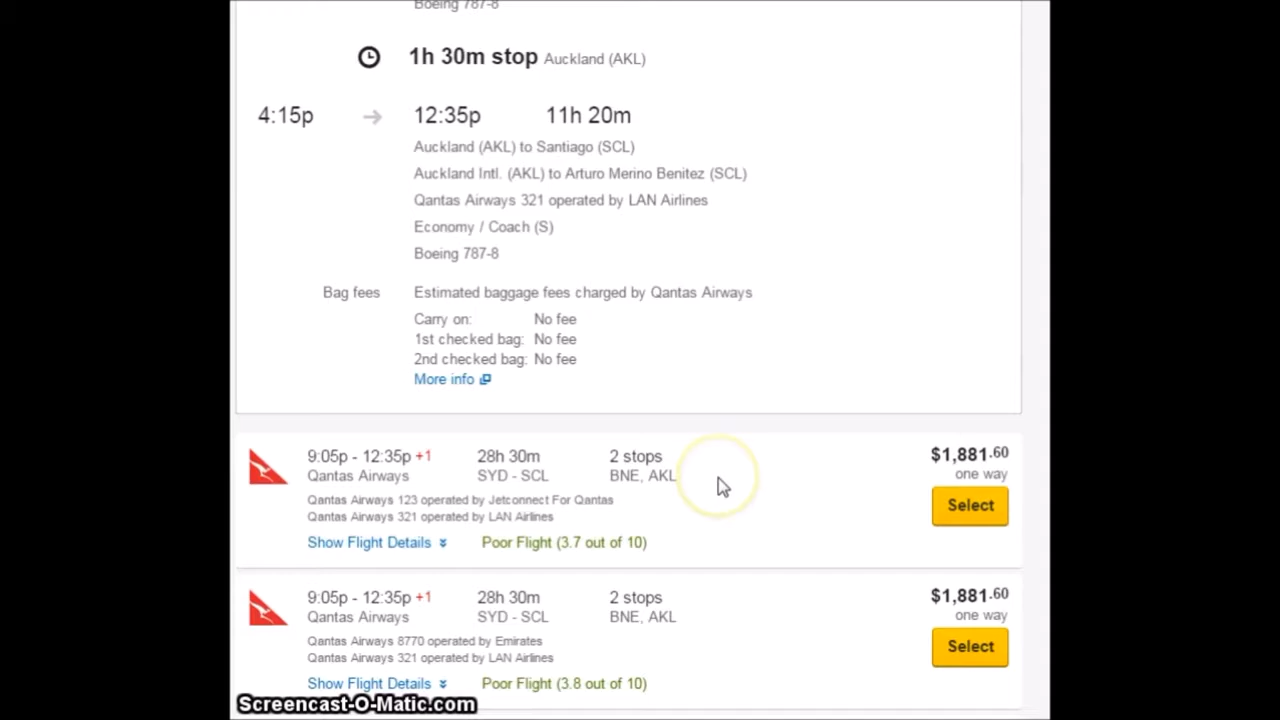 Boeing 787-8
1h 30m stop Auckland (AKL)
4:15p → 12:35p 11h 20m
Auckland (AKL) to Santiago (SCL)
Auckland Intl. (AKL) to Arturo Merino Benitez (SCL)
Qantas Airways 321 operated by LAN Airlines
Economy / Coach (S)
Boeing 787-8
Bag fees Estimated baggage fees charged by Qantas Airways
Carry on: No fee
1st checked bag: No fee
2nd checked bag: No fee
More info
9:05p - 12:35p +1 28h 30m 2 stops $1,881.60
Qantas Airways SYD - SCL BNE, AKL one way
Qantas Airways 123 operated by Jetconnect For Qantas
Select
Qantas Airways 321 operated by LAN Airlines
Show Flight Details Poor Flight (3.7 out of 10)
9:05p - 12:35p +1 28h 30m 2 stops $1,881.60
Qantas Airways SYD - SCL BNE, AKL one way
Qantas Airways 8770 operated by Emirates
Select
Qantas Airways 321 operated by LAN Airlines
Show Flight Details Poor Flight (3.8 out of 10)
Screencast-O-Matic.com